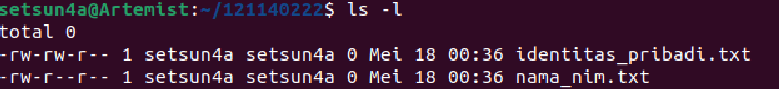 setsun4a@Artemist:~/121140222$ ls -l
total 0
-rw-rw-r-- 1 setsun4a setsun4a 0 Mei 18 00:36 identitas_pribadi.txt
-rw-r--r-- 1 setsun4a setsun4a 0 Mei 18 00:36 nama_nim.txt